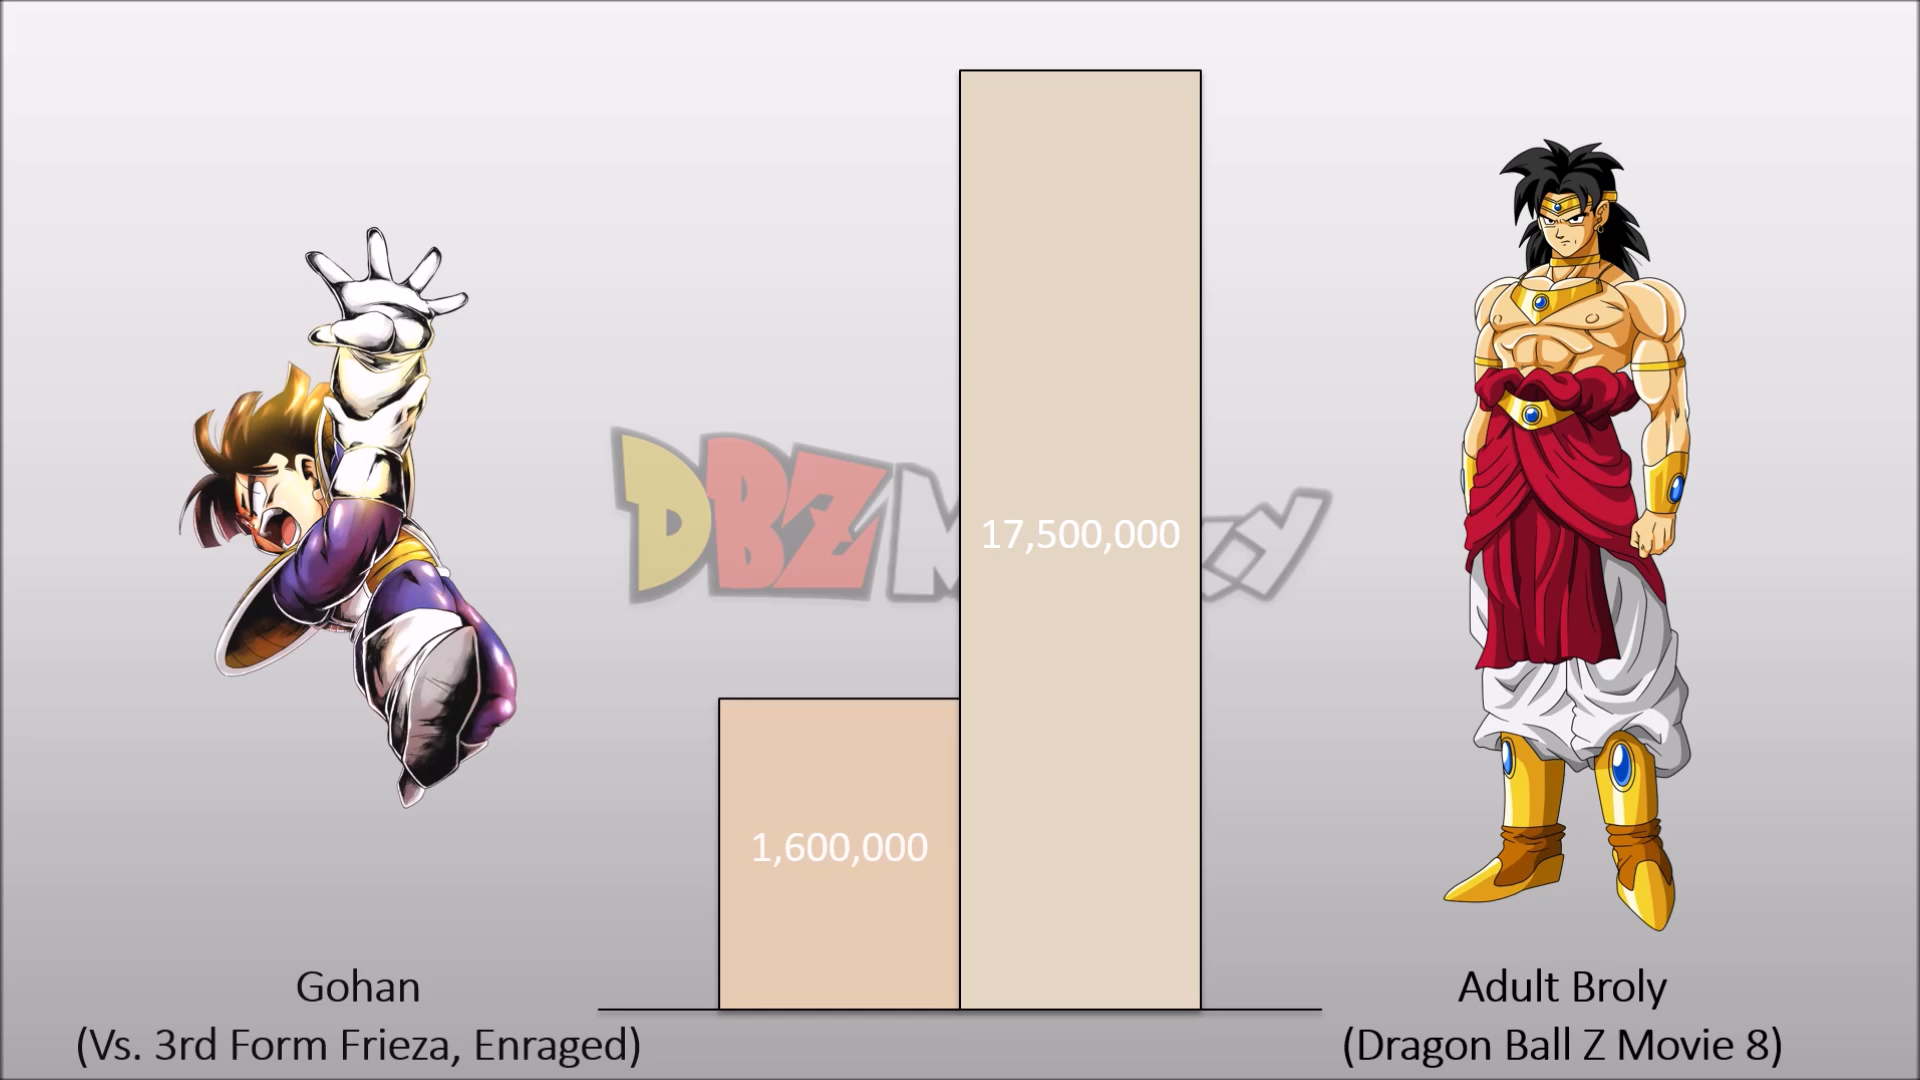 DBZ
17,500,000
1,600,000
Gohan
(Vs. 3rd Form Frieza, Enraged)
Adult Broly
(Dragon Ball Z Movie 8)